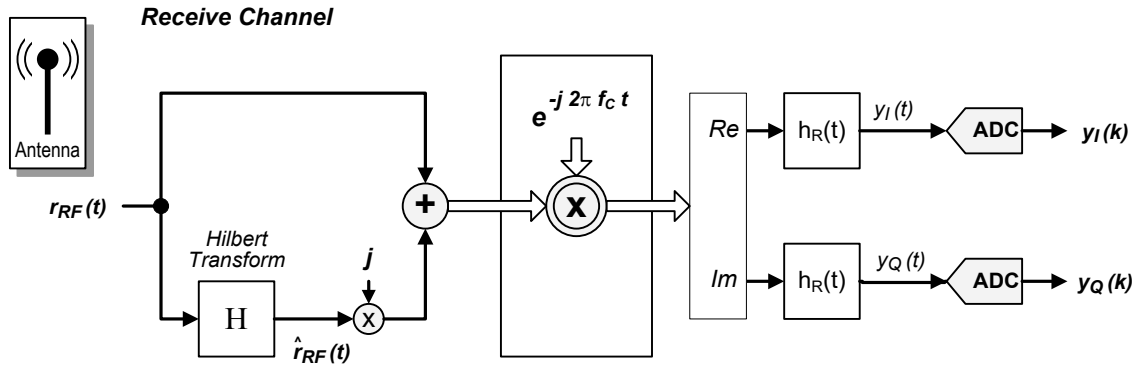 Receive Channel
Antenna
r_RF (t)
Hilbert
Transform
H
r̂_RF (t)
j
x
+
e^-j 2π f_C t
x
Re
Im
h_R(t)
y_I (t)
ADC
y_I (k)
h_R(t)
y_Q (t)
ADC
y_Q (k)